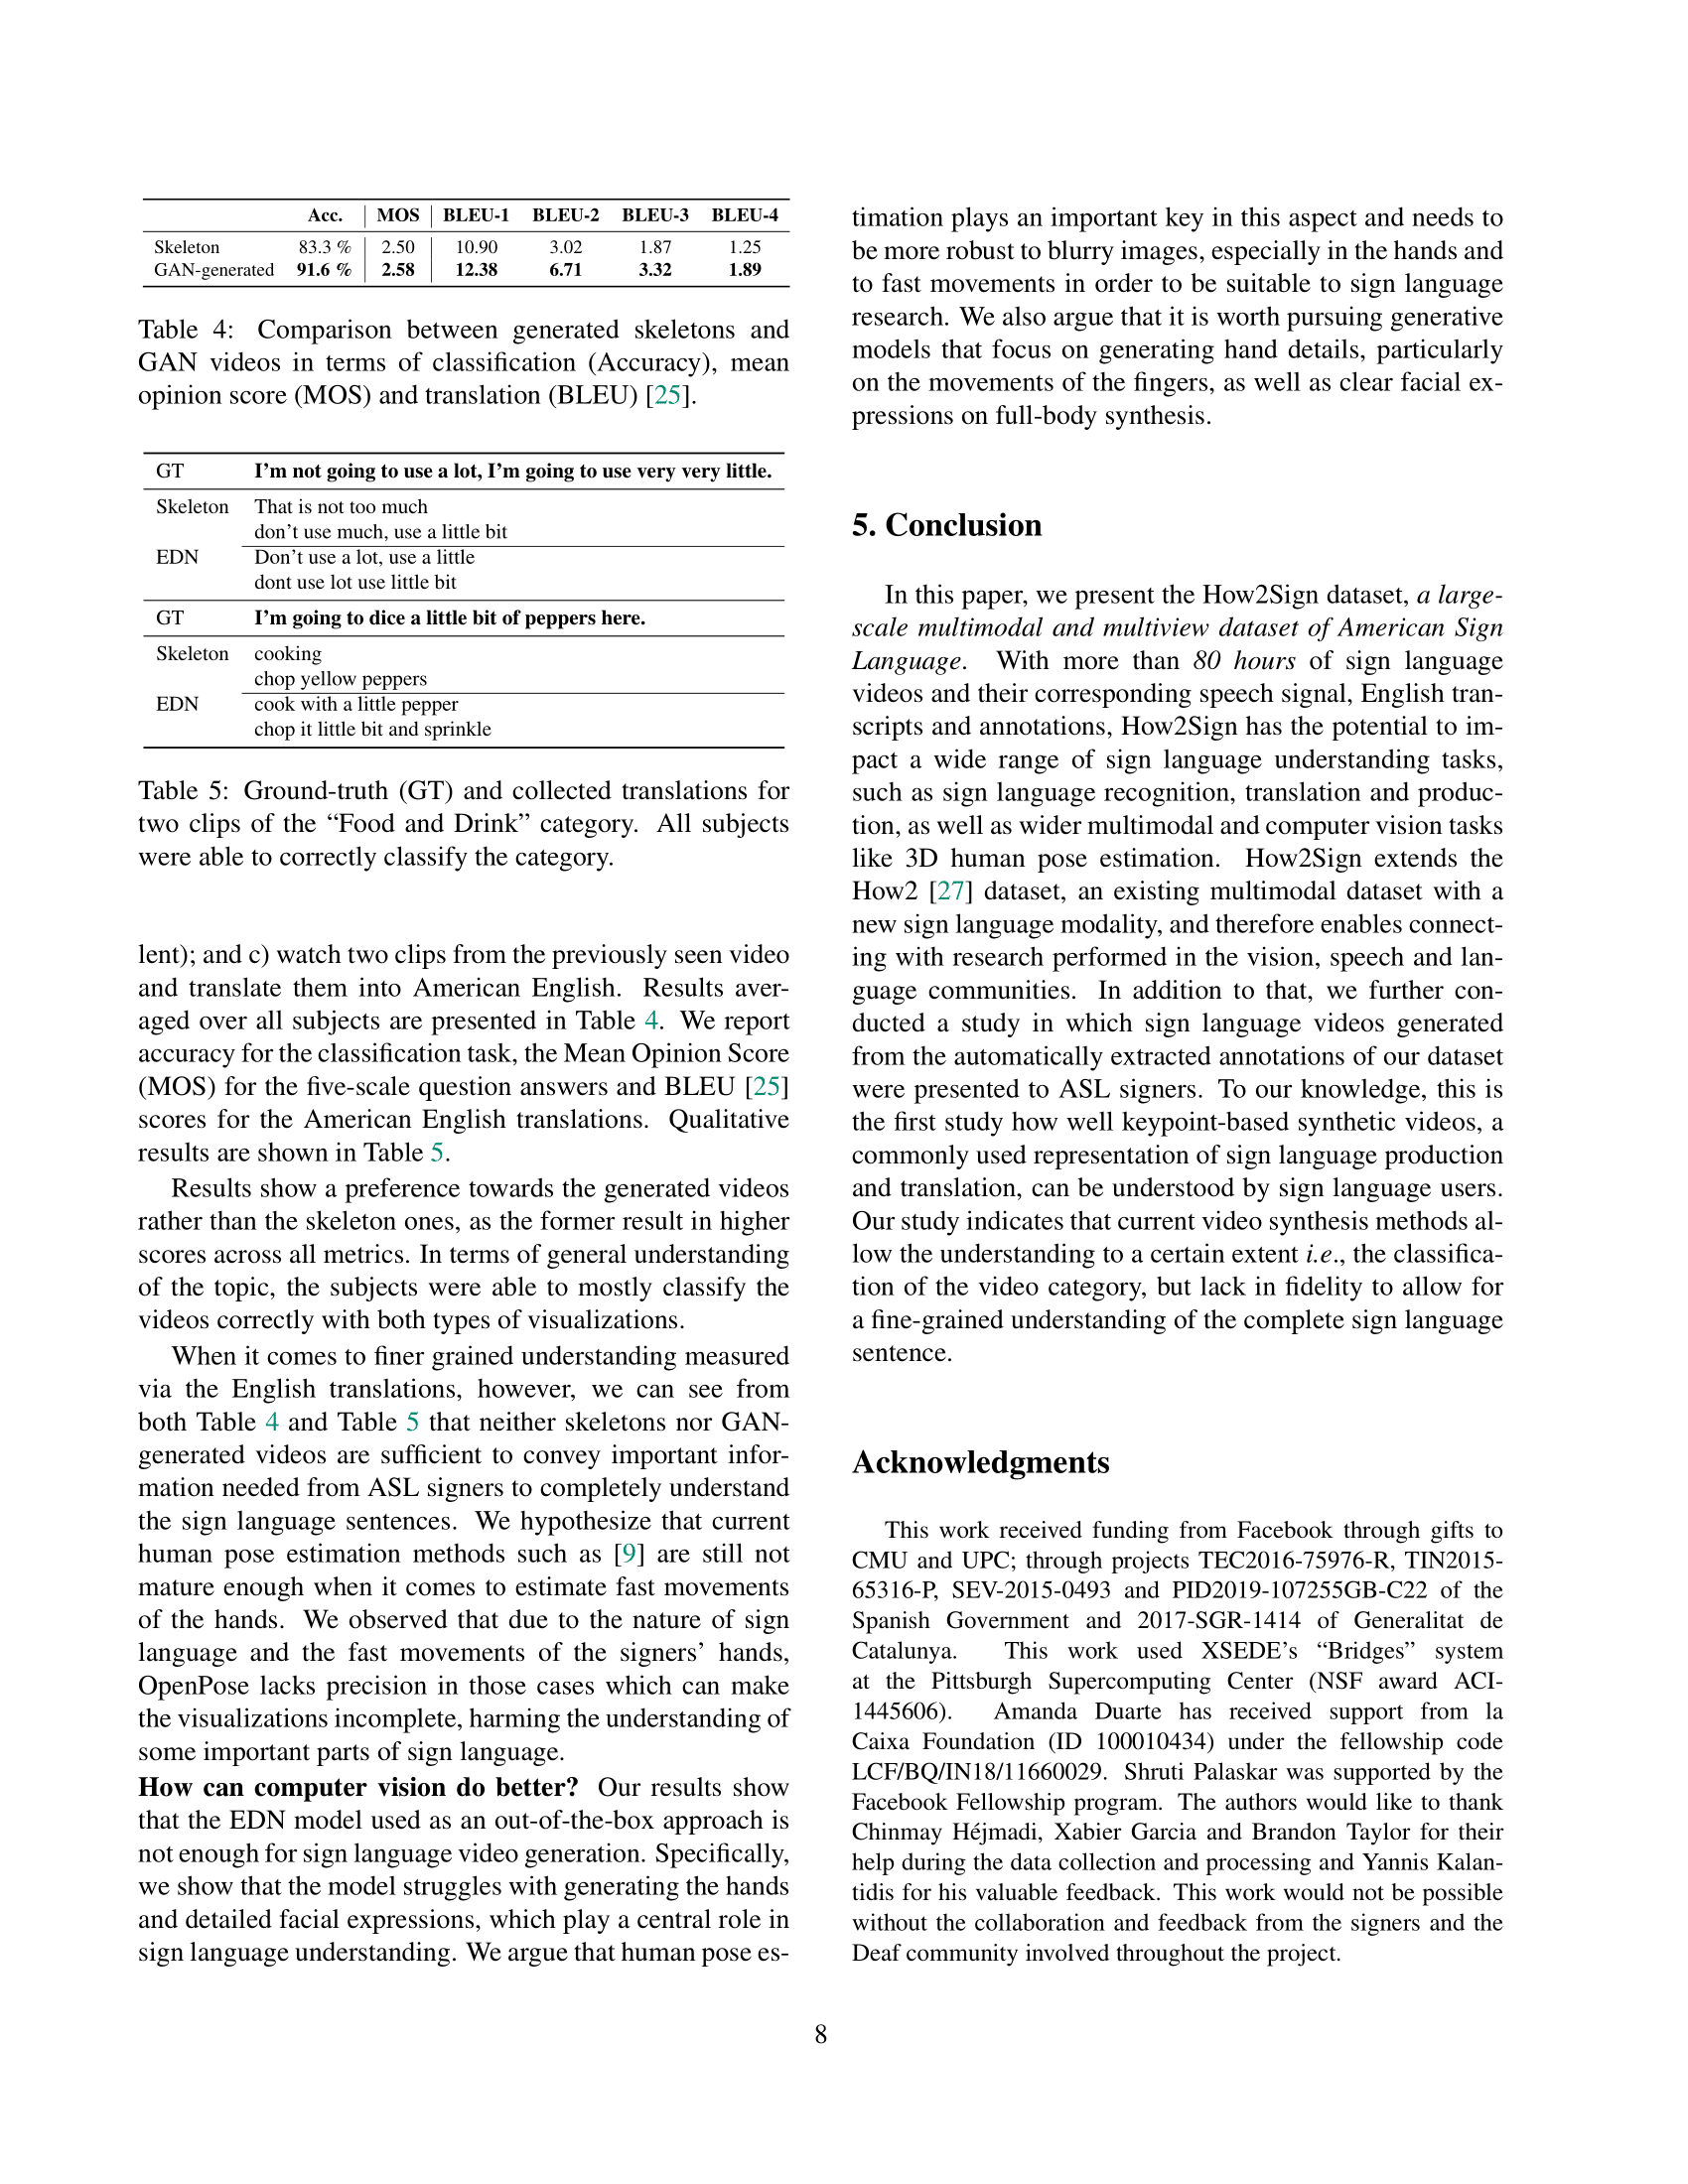 Acc. MOS BLEU-1 BLEU-2 BLEU-3 BLEU-4
Skeleton 83.3 % 2.50 10.90 3.02 1.87 1.25
GAN-generated 91.6 % 2.58 12.38 6.71 3.32 1.89
Table 4: Comparison between generated skeletons and
GAN videos in terms of classification (Accuracy), mean
opinion score (MOS) and translation (BLEU) [25].
GT I'm not going to use a lot, I'm going to use very very little.
Skeleton That is not too much
don't use much, use a little bit
EDN Don't use a lot, use a little
dont use lot use little bit
GT I'm going to dice a little bit of peppers here.
Skeleton cooking
chop yellow peppers
EDN cook with a little pepper
chop it little bit and sprinkle
Table 5: Ground-truth (GT) and collected translations for
two clips of the “Food and Drink” category. All subjects
were able to correctly classify the category.
lent); and c) watch two clips from the previously seen video
and translate them into American English. Results aver-
aged over all subjects are presented in Table 4. We report
accuracy for the classification task, the Mean Opinion Score
(MOS) for the five-scale question answers and BLEU [25]
scores for the American English translations. Qualitative
results are shown in Table 5.
Results show a preference towards the generated videos
rather than the skeleton ones, as the former result in higher
scores across all metrics. In terms of general understanding
of the topic, the subjects were able to mostly classify the
videos correctly with both types of visualizations.
When it comes to finer grained understanding measured
via the English translations, however, we can see from
both Table 4 and Table 5 that neither skeletons nor GAN-
generated videos are sufficient to convey important infor-
mation needed from ASL signers to completely understand
the sign language sentences. We hypothesize that current
human pose estimation methods such as [9] are still not
mature enough when it comes to estimate fast movements
of the hands. We observed that due to the nature of sign
language and the fast movements of the signers' hands,
OpenPose lacks precision in those cases which can make
the visualizations incomplete, harming the understanding of
some important parts of sign language.
How can computer vision do better? Our results show
that the EDN model used as an out-of-the-box approach is
not enough for sign language video generation. Specifically,
we show that the model struggles with generating the hands
and detailed facial expressions, which play a central role in
sign language understanding. We argue that human pose es-
timation plays an important key in this aspect and needs to
be more robust to blurry images, especially in the hands and
to fast movements in order to be suitable to sign language
research. We also argue that it is worth pursuing generative
models that focus on generating hand details, particularly
on the movements of the fingers, as well as clear facial ex-
pressions on full-body synthesis.
5. Conclusion
In this paper, we present the How2Sign dataset, a large-
scale multimodal and multiview dataset of American Sign
Language. With more than 80 hours of sign language
videos and their corresponding speech signal, English tran-
scripts and annotations, How2Sign has the potential to im-
pact a wide range of sign language understanding tasks,
such as sign language recognition, translation and produc-
tion, as well as wider multimodal and computer vision tasks
like 3D human pose estimation. How2Sign extends the
How2 [27] dataset, an existing multimodal dataset with a
new sign language modality, and therefore enables connect-
ing with research performed in the vision, speech and lan-
guage communities. In addition to that, we further con-
ducted a study in which sign language videos generated
from the automatically extracted annotations of our dataset
were presented to ASL signers. To our knowledge, this is
the first study how well keypoint-based synthetic videos, a
commonly used representation of sign language production
and translation, can be understood by sign language users.
Our study indicates that current video synthesis methods al-
low the understanding to a certain extent i.e., the classifica-
tion of the video category, but lack in fidelity to allow for
a fine-grained understanding of the complete sign language
sentence.
Acknowledgments
This work received funding from Facebook through gifts to
CMU and UPC; through projects TEC2016-75976-R, TIN2015-
65316-P, SEV-2015-0493 and PID2019-107255GB-C22 of the
Spanish Government and 2017-SGR-1414 of Generalitat de
Catalunya. This work used XSEDE's “Bridges” system
at the Pittsburgh Supercomputing Center (NSF award ACI-
1445606). Amanda Duarte has received support from la
Caixa Foundation (ID 100010434) under the fellowship code
LCF/BQ/IN18/11660029. Shruti Palaskar was supported by the
Facebook Fellowship program. The authors would like to thank
Chinmay Héjmadi, Xabier Garcia and Brandon Taylor for their
help during the data collection and processing and Yannis Kalan-
tidis for his valuable feedback. This work would not be possible
without the collaboration and feedback from the signers and the
Deaf community involved throughout the project.
8